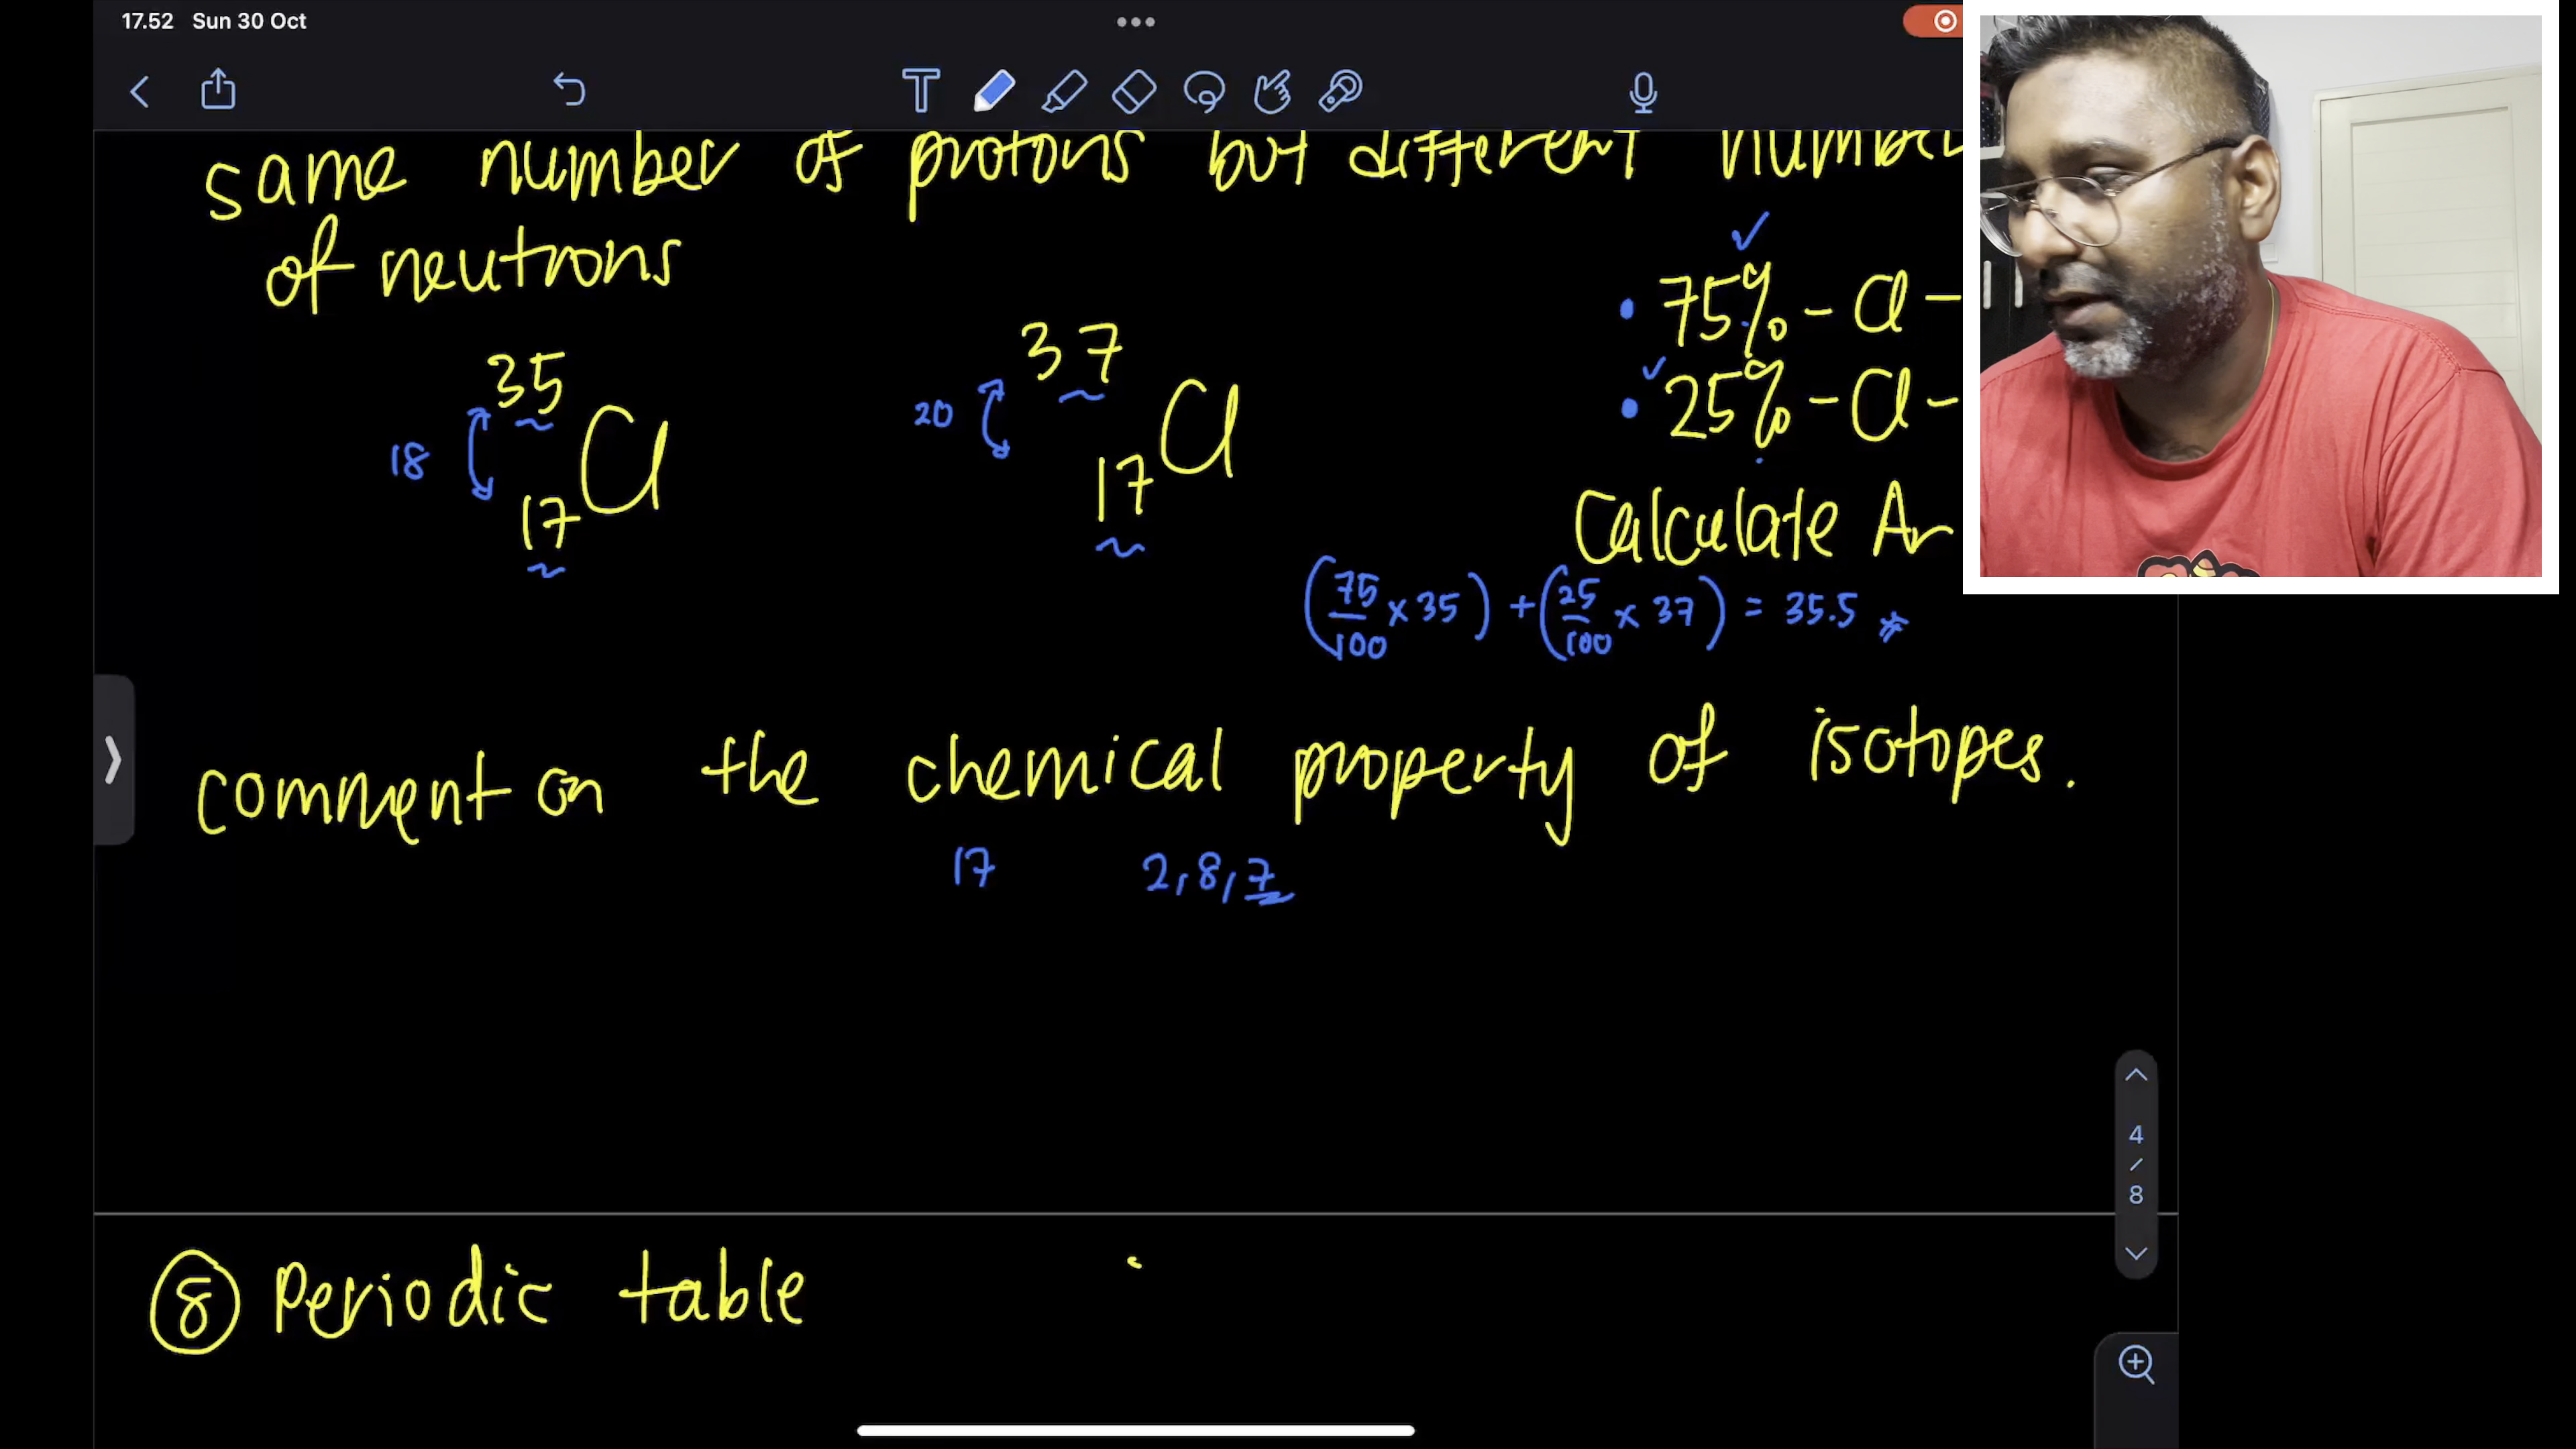 17.52 Sun 30 Oct
same number of protons but different number
of neutrons
75% - Cl -
25% - Cl -
35
17 Cl
18
37
17 Cl
20
Calculate Ar
(75/100 × 35) + (25/100 × 37) = 35.5
comment on the chemical property of isotopes.
17 2,8,7
4
/
8
8 Periodic table